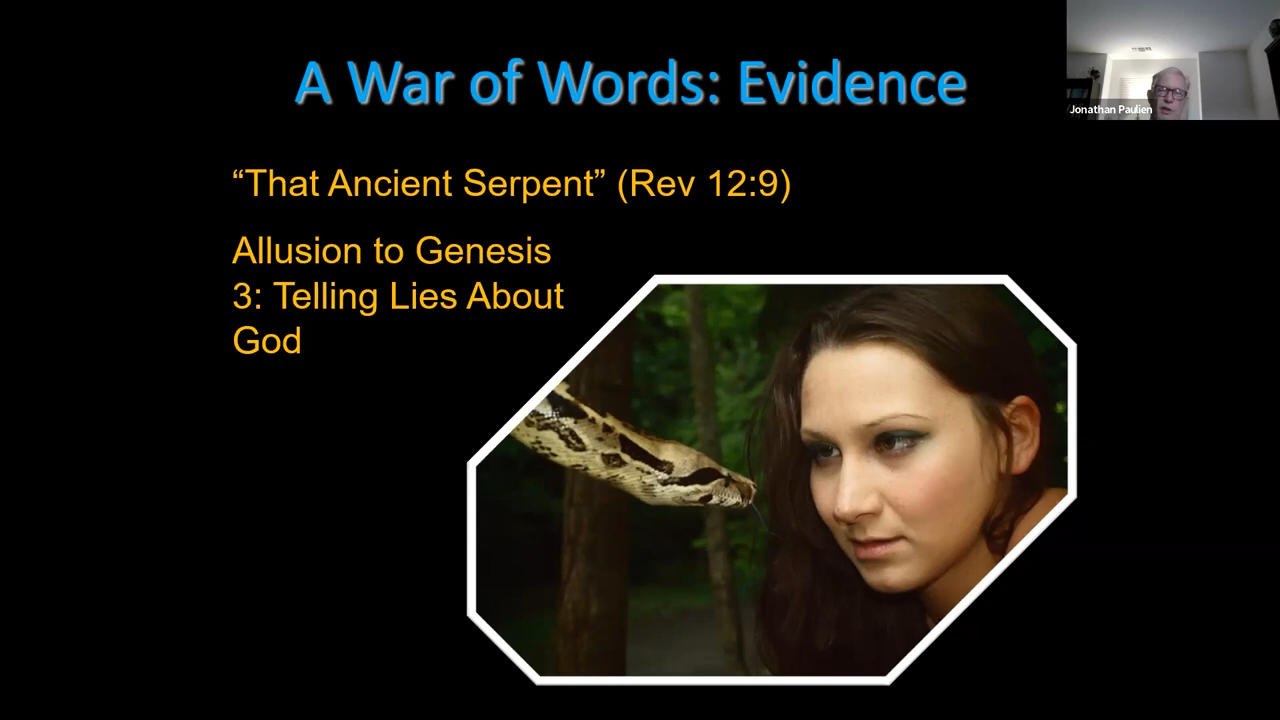 A War of Words: Evidence
Jonathan Paulien
“That Ancient Serpent” (Rev 12:9)
Allusion to Genesis
3: Telling Lies About
God